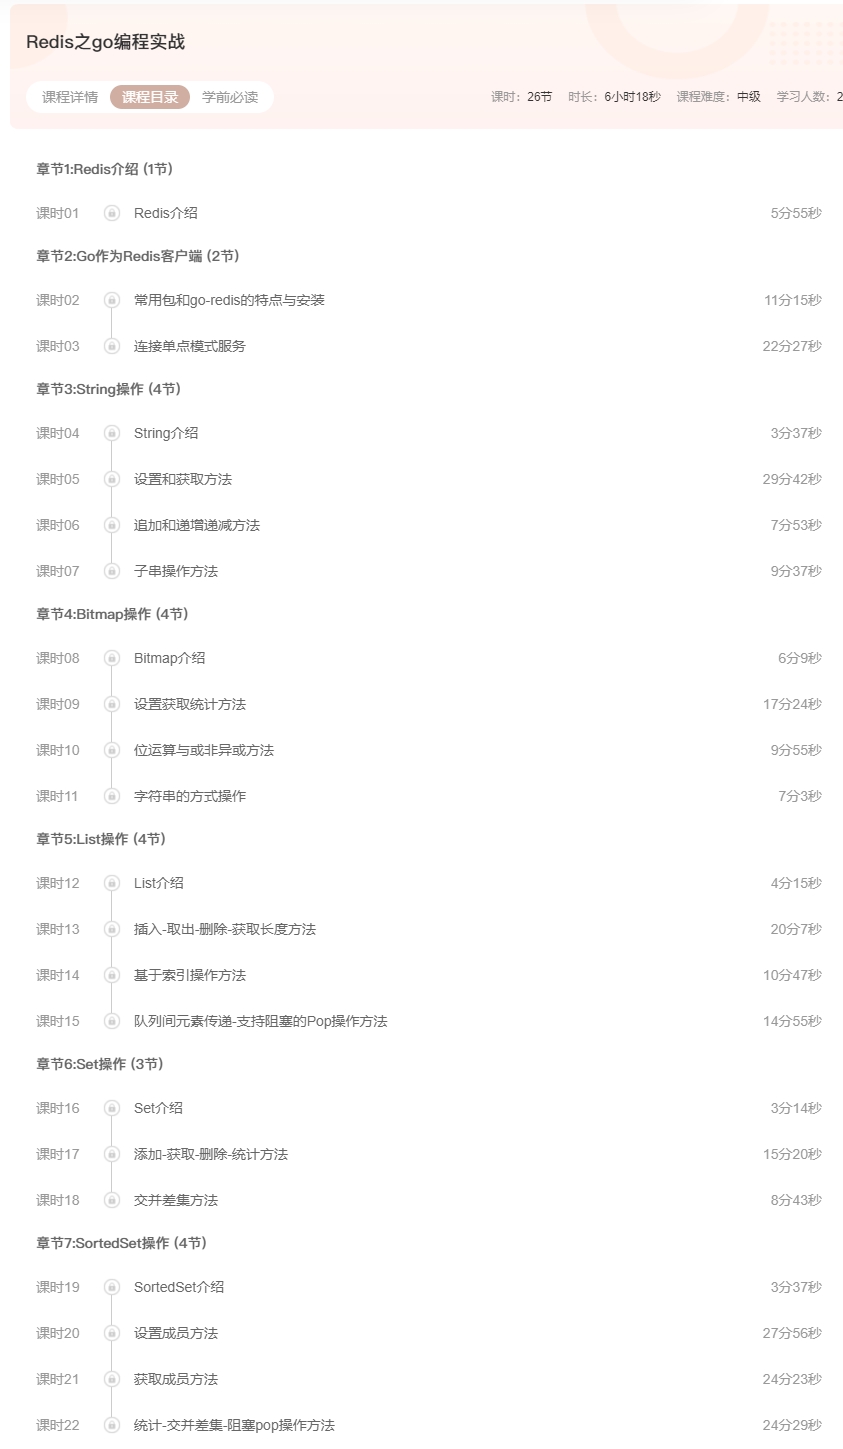 Redis之go编程实战
课程详情 课程目录 学前必读 课时：26节 时长：6小时18秒 课程难度：中级 学习人数：2
章节1:Redis介绍 (1节)
课时01 Redis介绍 5分55秒
章节2:Go作为Redis客户端 (2节)
课时02 常用包和go-redis的特点与安装 11分15秒
课时03 连接单点模式服务 22分27秒
章节3:String操作 (4节)
课时04 String介绍 3分37秒
课时05 设置和获取方法 29分42秒
课时06 追加和递增递减方法 7分53秒
课时07 子串操作方法 9分37秒
章节4:Bitmap操作 (4节)
课时08 Bitmap介绍 6分9秒
课时09 设置获取统计方法 17分24秒
课时10 位运算与或非异或方法 9分55秒
课时11 字符串的方式操作 7分3秒
章节5:List操作 (4节)
课时12 List介绍 4分15秒
课时13 插入-取出-删除-获取长度方法 20分7秒
课时14 基于索引操作方法 10分47秒
课时15 队列间元素传递-支持阻塞的Pop操作方法 14分55秒
章节6:Set操作 (3节)
课时16 Set介绍 3分14秒
课时17 添加-获取-删除-统计方法 15分20秒
课时18 交并差集方法 8分43秒
章节7:SortedSet操作 (4节)
课时19 SortedSet介绍 3分37秒
课时20 设置成员方法 27分56秒
课时21 获取成员方法 24分23秒
课时22 统计-交并差集-阻塞pop操作方法 24分29秒